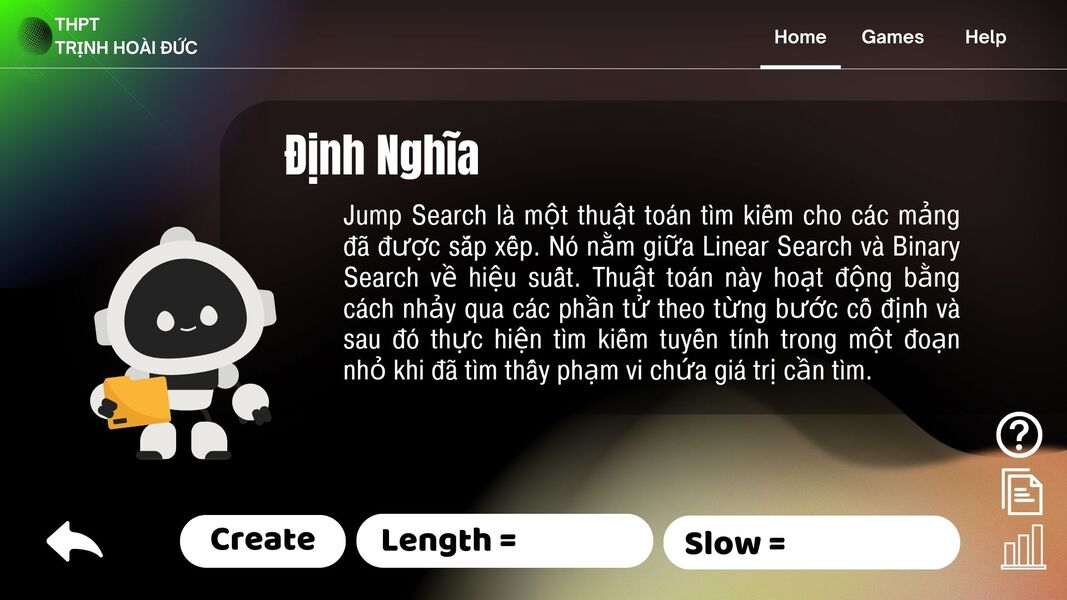 THPT
TRỊNH HOÀI ĐỨC
Home Games Help
Định Nghĩa
Jump Search là một thuật toán tìm kiếm cho các mảng
đã được sắp xếp. Nó nằm giữa Linear Search và Binary
Search về hiệu suất. Thuật toán này hoạt động bằng
cách nhảy qua các phần tử theo từng bước cố định và
sau đó thực hiện tìm kiếm tuyến tính trong một đoạn
nhỏ khi đã tìm thấy phạm vi chứa giá trị cần tìm.
?
Create Length = Slow =